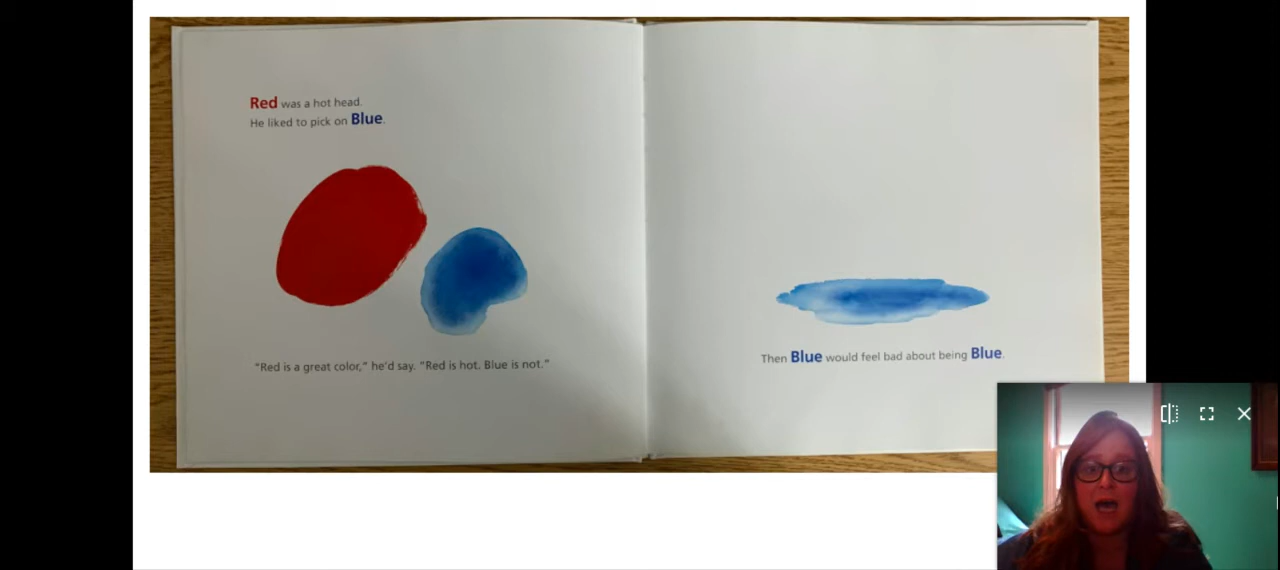 Red was a hot head.
He liked to pick on Blue.
"Red is a great color," he'd say. "Red is hot. Blue is not."
Then Blue would feel bad about being Blue.